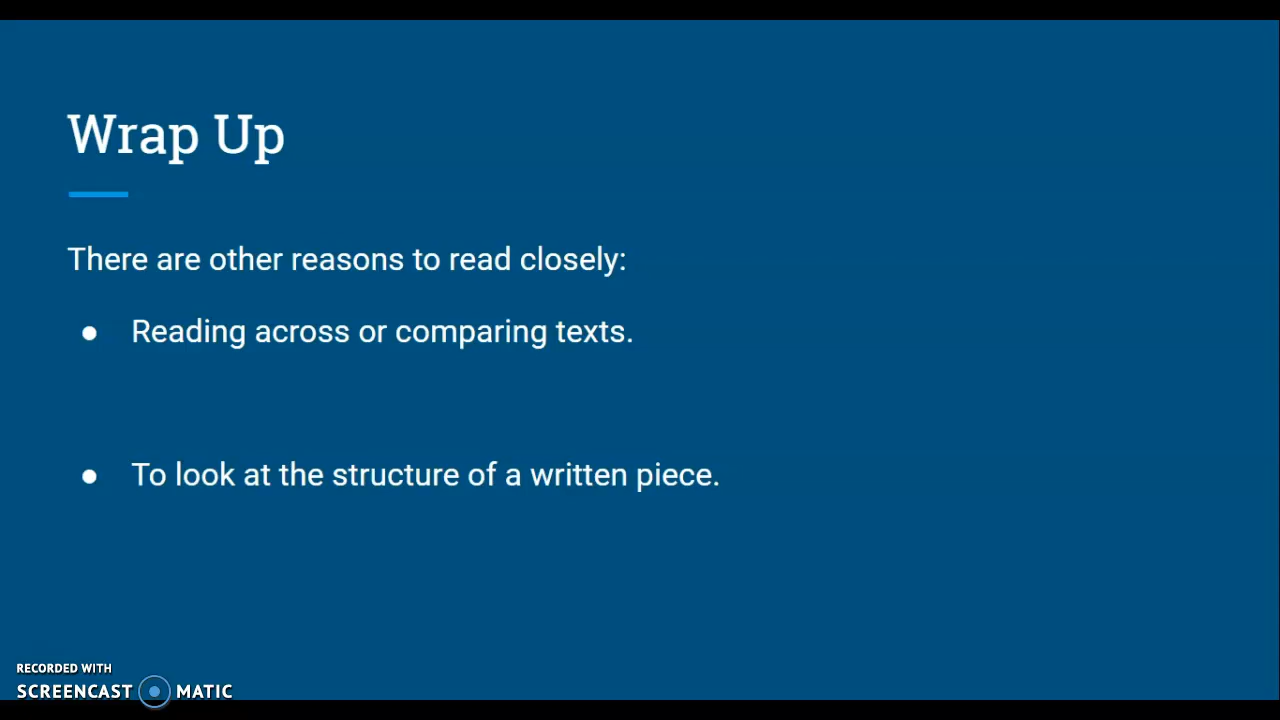 Wrap Up
There are other reasons to read closely:
● Reading across or comparing texts.
● To look at the structure of a written piece.
RECORDED WITH
SCREENCAST MATIC